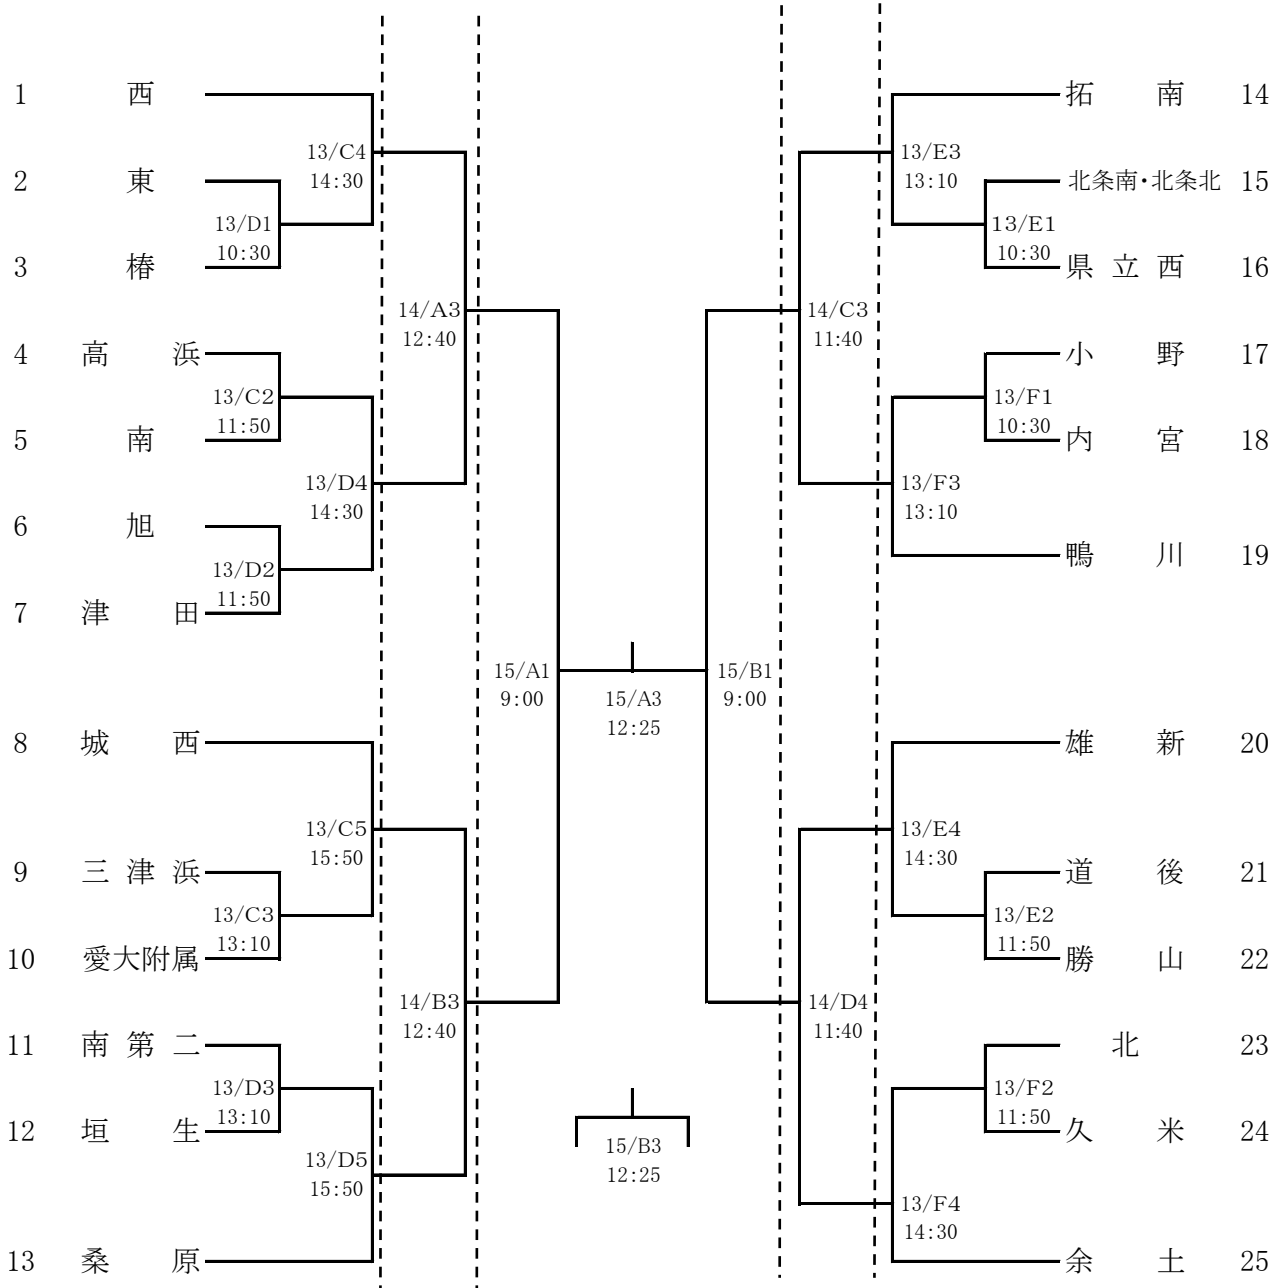 1 西
13/C4
14:30
2 東
13/D1
10:30
3 椿
14/A3
12:40
4 高浜
13/C2
11:50
5 南
13/D4
14:30
6 旭
13/D2
11:50
7 津田
15/A1
9:00
8 城西
13/C5
15:50
9 三津浜
13/C3
13:10
10 愛大附属
14/B3
12:40
11 南第二
13/D3
13:10
12 垣生
13/D5
15:50
13 桑原
15/A3
12:25
15/B3
12:25
拓南 14
13/E3
13:10
北条南・北条北 15
13/E1
10:30
県立西 16
14/C3
11:40
小野 17
13/F1
10:30
内宮 18
13/F3
13:10
鴨川 19
15/B1
9:00
雄新 20
13/E4
14:30
道後 21
13/E2
11:50
勝山 22
14/D4
11:40
北 23
13/F2
11:50
久米 24
13/F4
14:30
余土 25